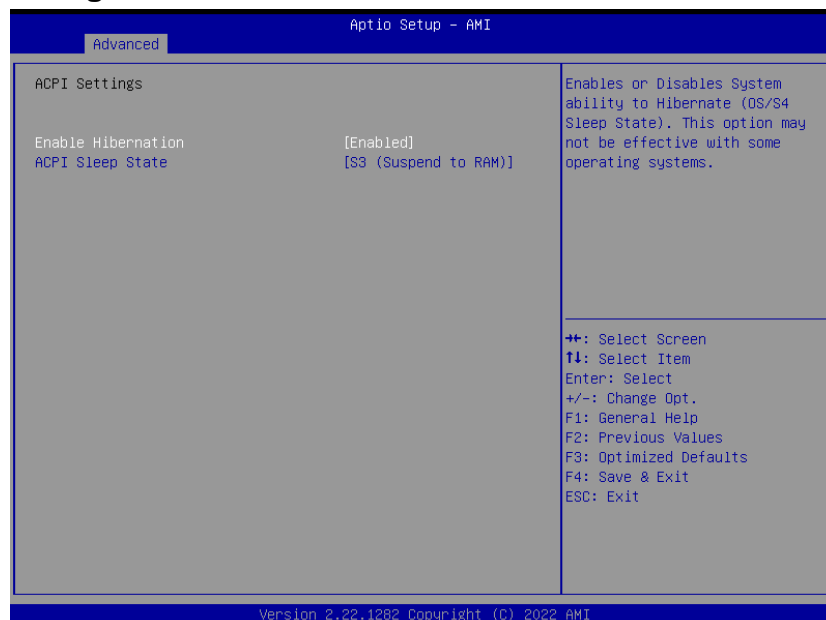 Aptio Setup – AMI
Advanced
ACPI Settings
Enable Hibernation [Enabled]
ACPI Sleep State [S3 (Suspend to RAM)]
Enables or Disables System
ability to Hibernate (OS/S4
Sleep State). This option may
not be effective with some
operating systems.
→←: Select Screen
↑↓: Select Item
Enter: Select
+/-: Change Opt.
F1: General Help
F2: Previous Values
F3: Optimized Defaults
F4: Save & Exit
ESC: Exit
Version 2.22.1282 Copyright (C) 2022 AMI